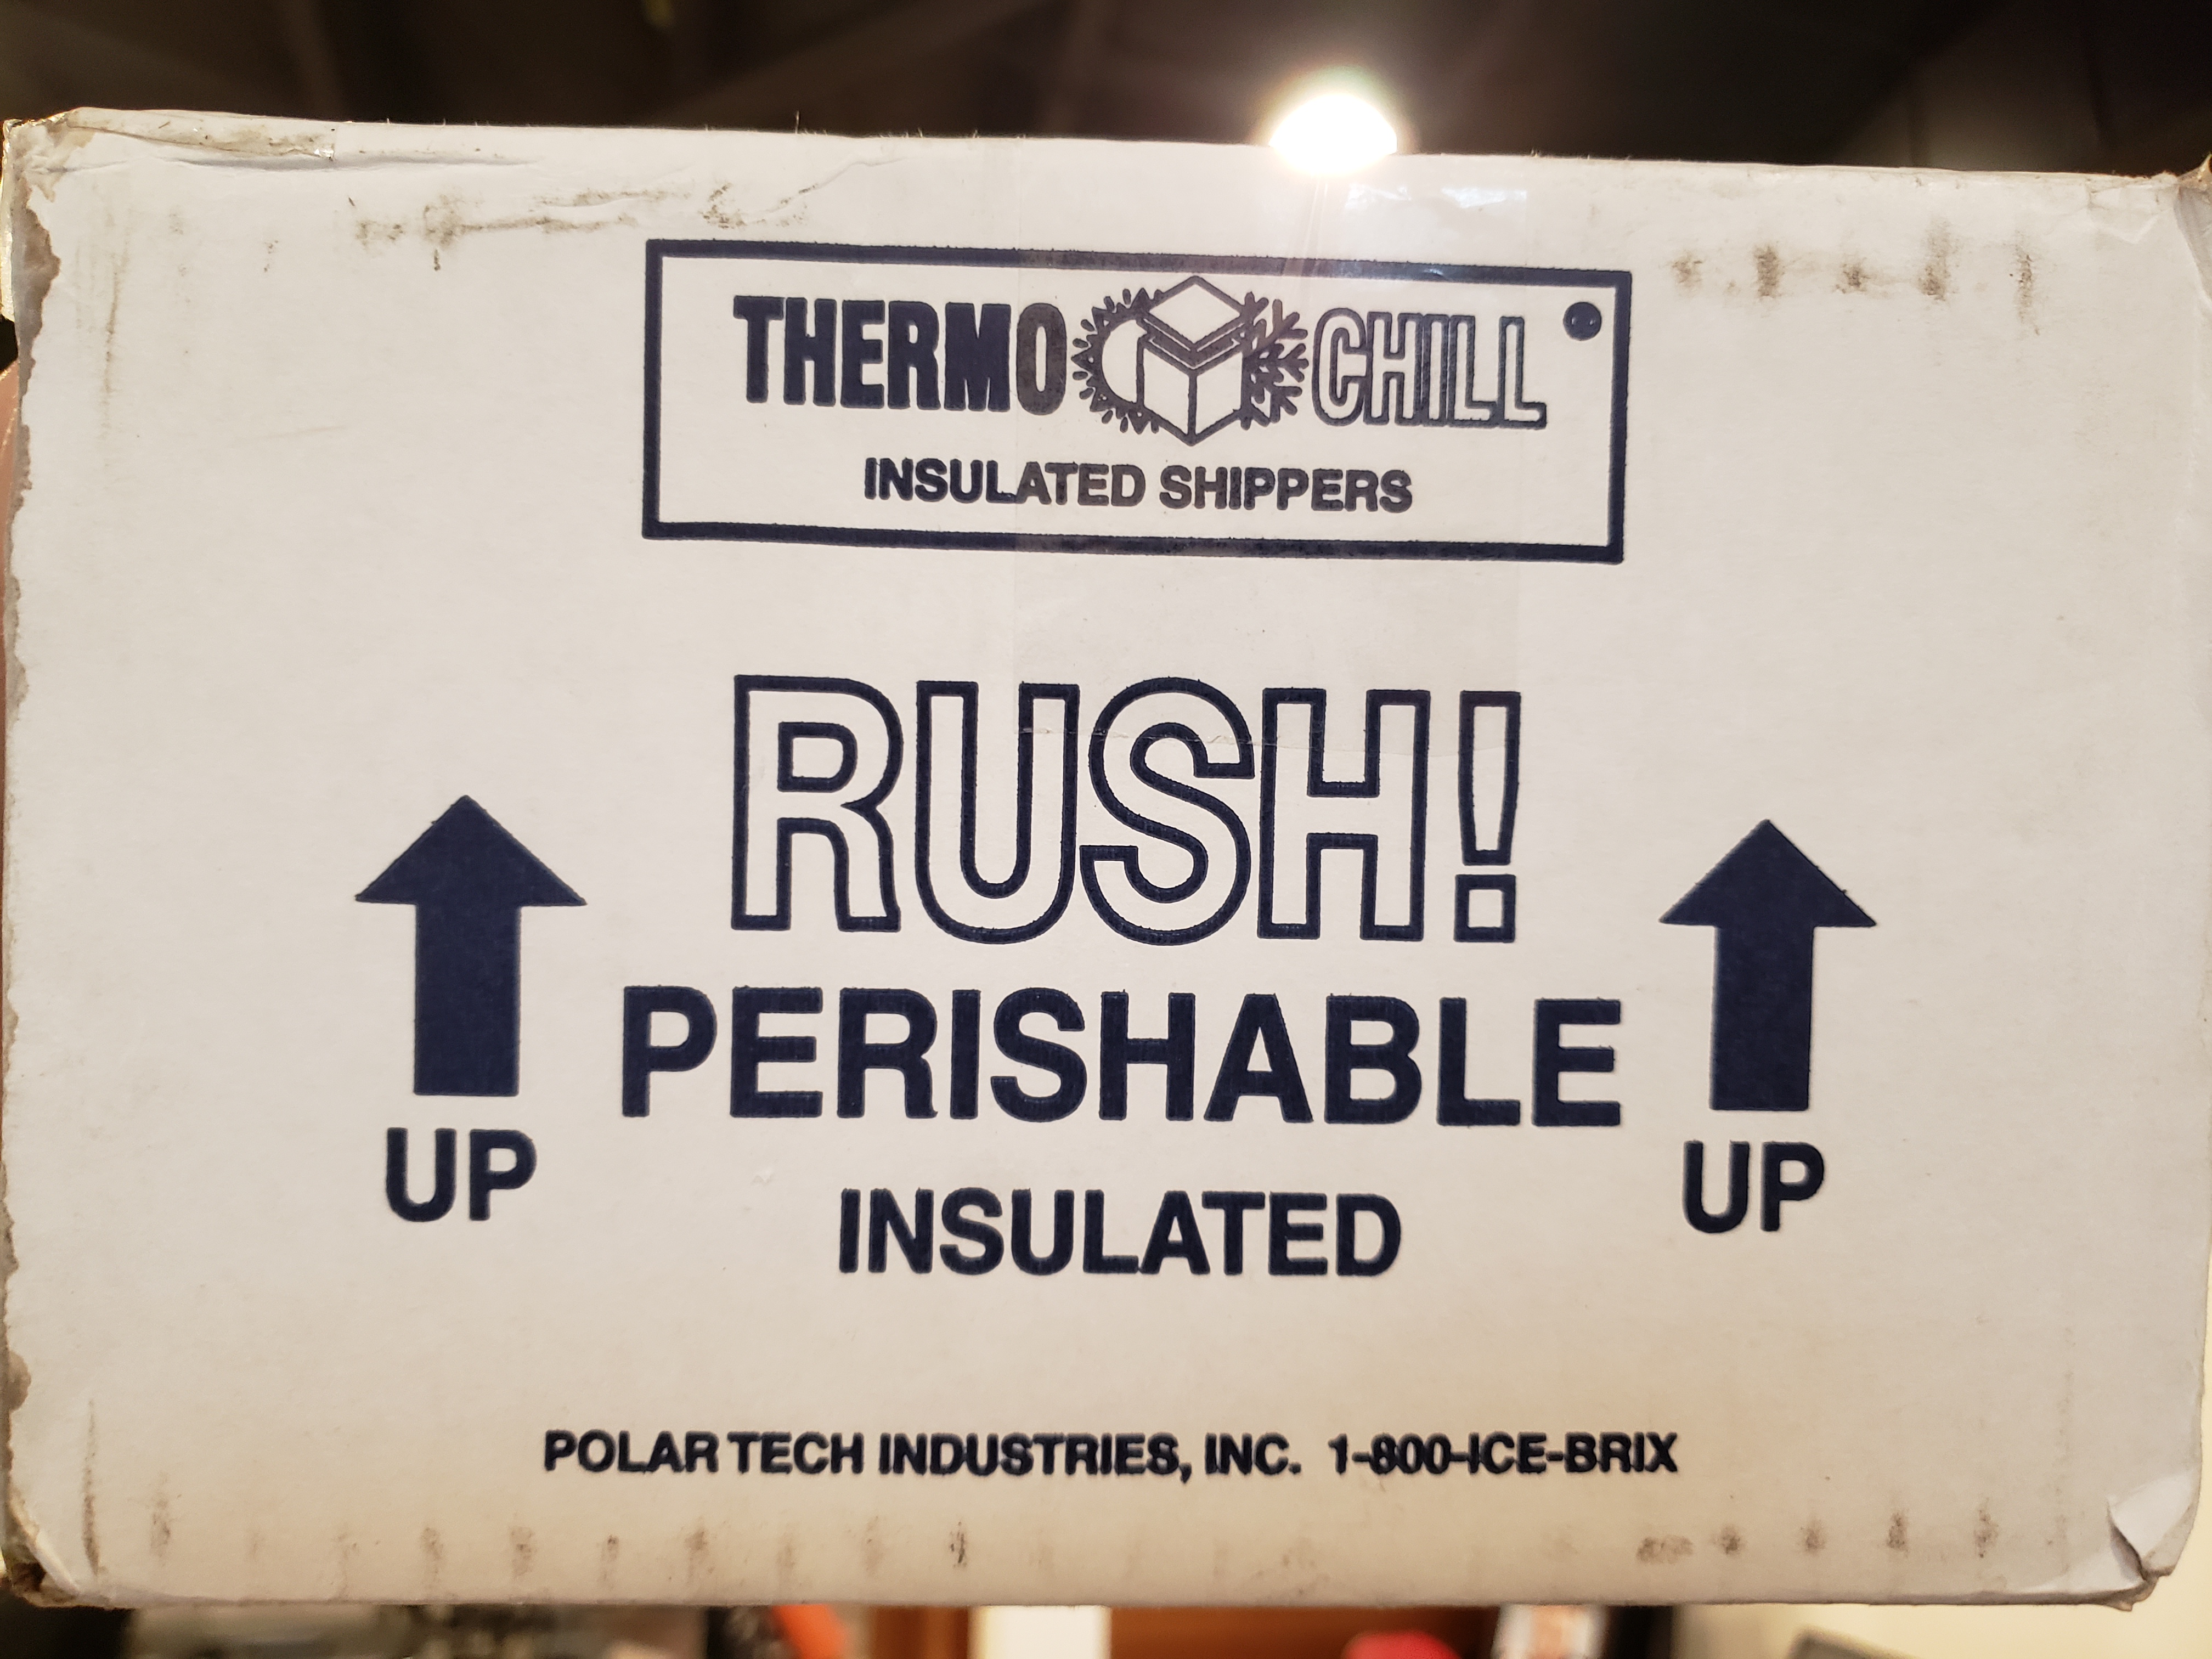 THERMO CHILL
INSULATED SHIPPERS
RUSH!
PERISHABLE
UP UP
INSULATED
POLAR TECH INDUSTRIES, INC. 1-800-ICE-BRIX